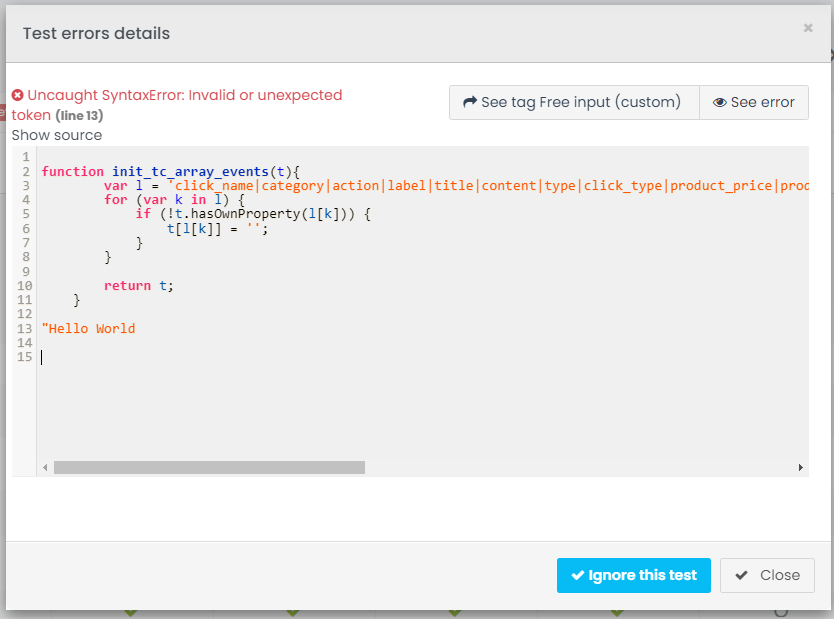 Test errors details
×
Uncaught SyntaxError: Invalid or unexpected
token (line 13)
See tag Free input (custom)
See error
Show source
1
2 function init_tc_array_events(t){
3 var l = 'click_name|category|action|label|title|content|type|click_type|product_price|proc
4 for (var k in l) {
5 if (!t.hasOwnProperty(l[k])) {
6 t[l[k]] = '';
7 }
8 }
9
10 return t;
11 }
12
13 "Hello World
14
15
Ignore this test
Close